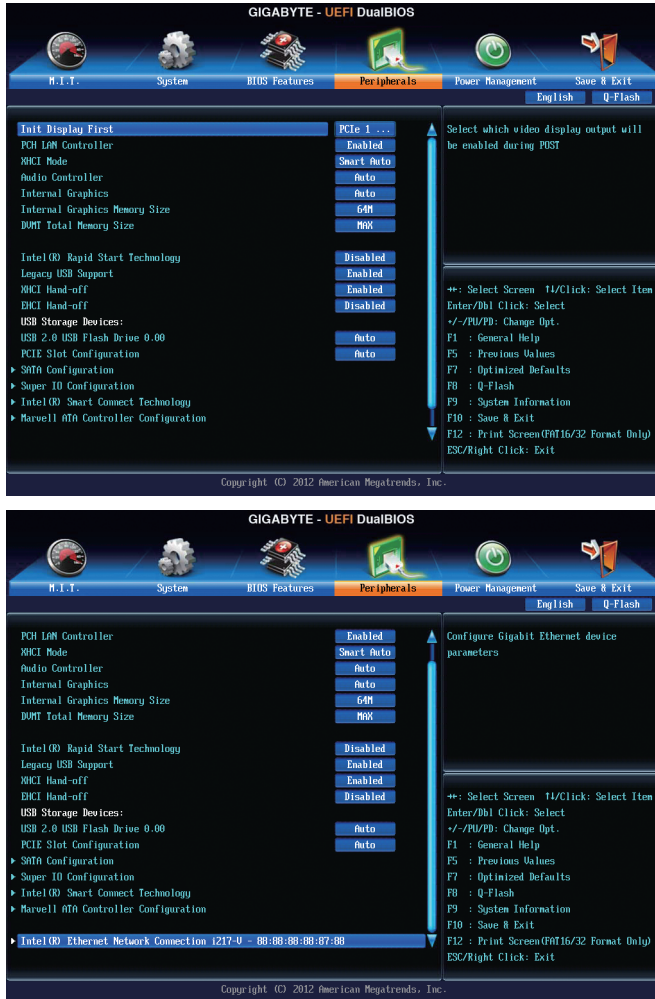 GIGABYTE - UEFI DualBIOS
M.I.T. System BIOS Features Peripherals Power Management Save & Exit
English Q-Flash
Init Display First PCIe 1 ...
PCH LAN Controller Enabled
XHCI Mode Smart Auto
Audio Controller Auto
Internal Graphics Auto
Internal Graphics Memory Size 64M
DVMT Total Memory Size MAX
Intel(R) Rapid Start Technology Disabled
Legacy USB Support Enabled
XHCI Hand-off Enabled
EHCI Hand-off Disabled
USB Storage Devices:
USB 2.0 USB Flash Drive 0.00 Auto
PCIE Slot Configuration Auto
SATA Configuration
Super IO Configuration
Intel(R) Smart Connect Technology
Marvell ATA Controller Configuration
Select which video display output will
be enabled during POST
→←: Select Screen ↑↓/Click: Select Item
Enter/Dbl Click: Select
+/-/PU/PD: Change Opt.
F1 : General Help
F5 : Previous Values
F7 : Optimized Defaults
F8 : Q-Flash
F9 : System Information
F10 : Save & Exit
F12 : Print Screen(FAT16/32 Format Only)
ESC/Right Click: Exit
Copyright (C) 2012 American Megatrends, Inc.
GIGABYTE - UEFI DualBIOS
M.I.T. System BIOS Features Peripherals Power Management Save & Exit
English Q-Flash
PCH LAN Controller Enabled
XHCI Mode Smart Auto
Audio Controller Auto
Internal Graphics Auto
Internal Graphics Memory Size 64M
DVMT Total Memory Size MAX
Intel(R) Rapid Start Technology Disabled
Legacy USB Support Enabled
XHCI Hand-off Enabled
EHCI Hand-off Disabled
USB Storage Devices:
USB 2.0 USB Flash Drive 0.00 Auto
PCIE Slot Configuration Auto
SATA Configuration
Super IO Configuration
Intel(R) Smart Connect Technology
Marvell ATA Controller Configuration
Intel(R) Ethernet Network Connection i217-V - 88:88:88:88:87:88
Configure Gigabit Ethernet device
parameters
→←: Select Screen ↑↓/Click: Select Item
Enter/Dbl Click: Select
+/-/PU/PD: Change Opt.
F1 : General Help
F5 : Previous Values
F7 : Optimized Defaults
F8 : Q-Flash
F9 : System Information
F10 : Save & Exit
F12 : Print Screen(FAT16/32 Format Only)
ESC/Right Click: Exit
Copyright (C) 2012 American Megatrends, Inc.